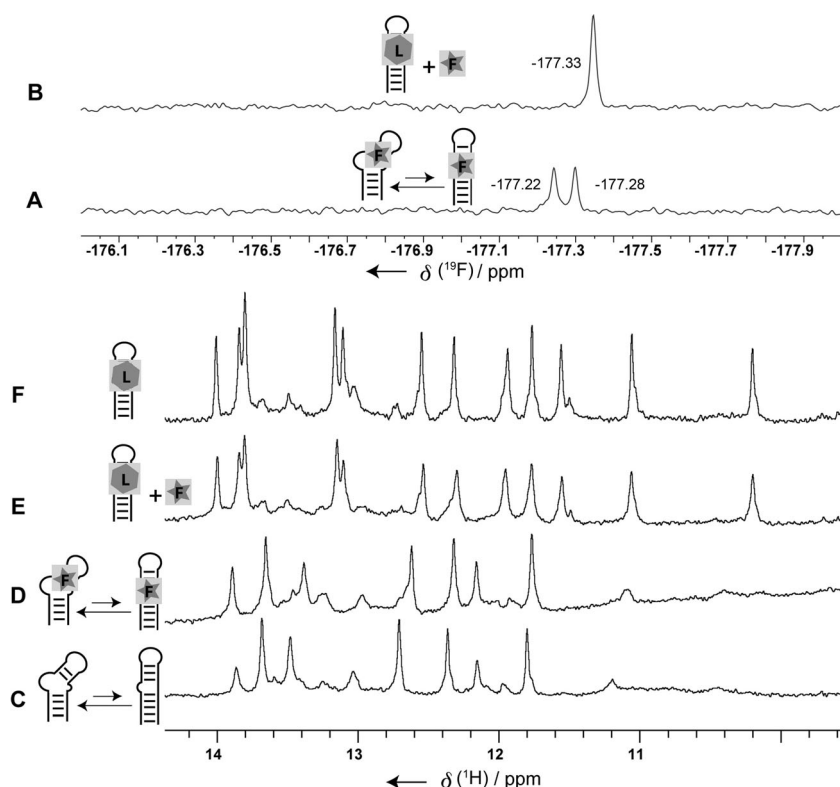 L + F
-177.33
B
F F
-177.22 -177.28
A
-176.1 -176.3 -176.5 -176.7 -176.9 -177.1 -177.3 -177.5 -177.7 -177.9
δ (¹⁹F) / ppm
L
F
L + F
E
F F
D
C
14 13 12 11
δ (¹H) / ppm